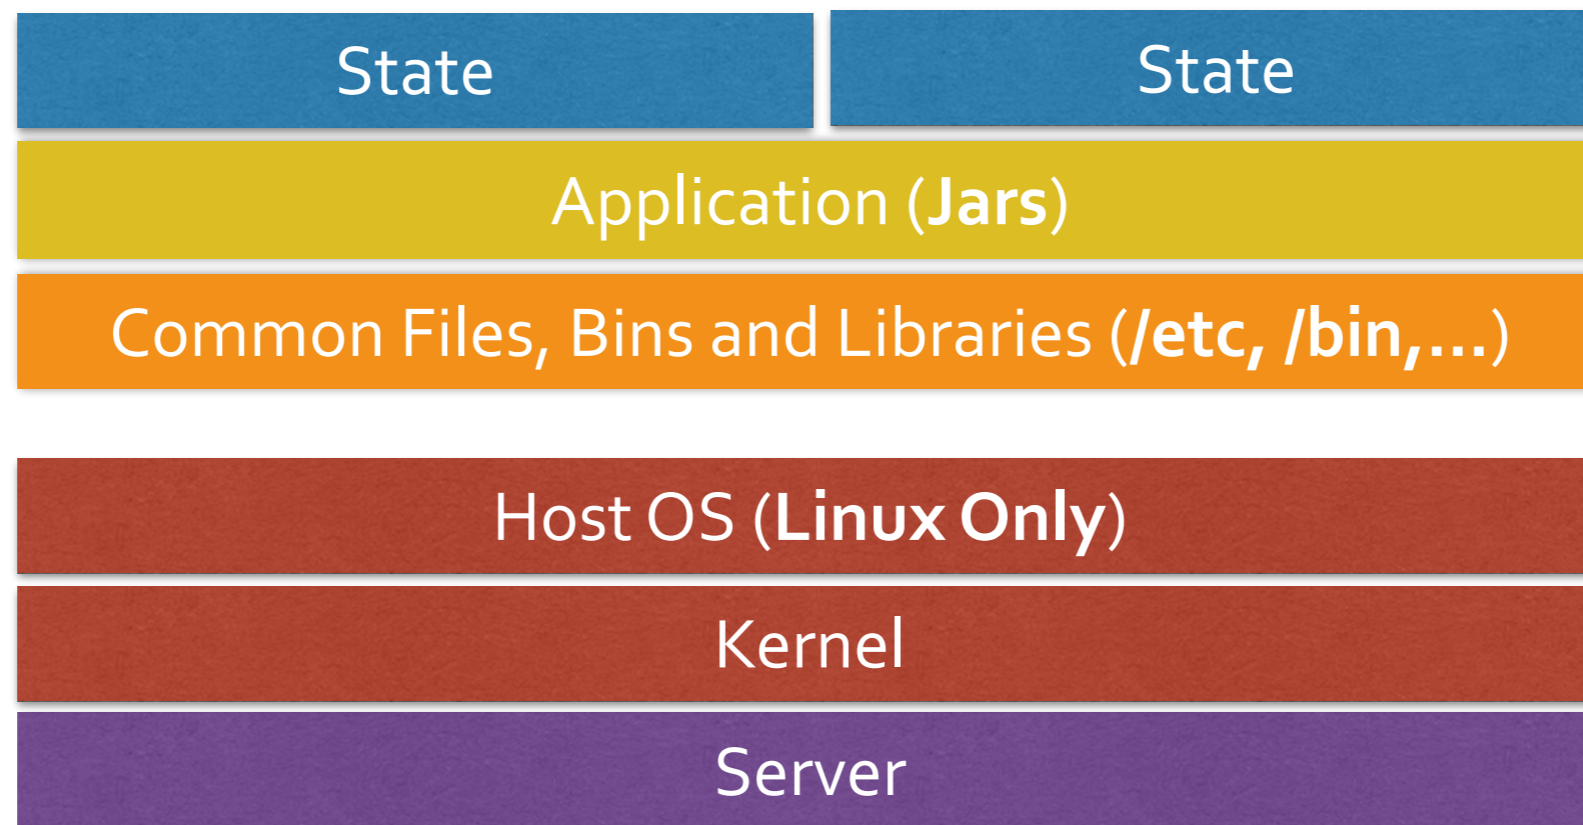 State
State
Application (Jars)
Common Files, Bins and Libraries (/etc, /bin,...)
Host OS (Linux Only)
Kernel
Server